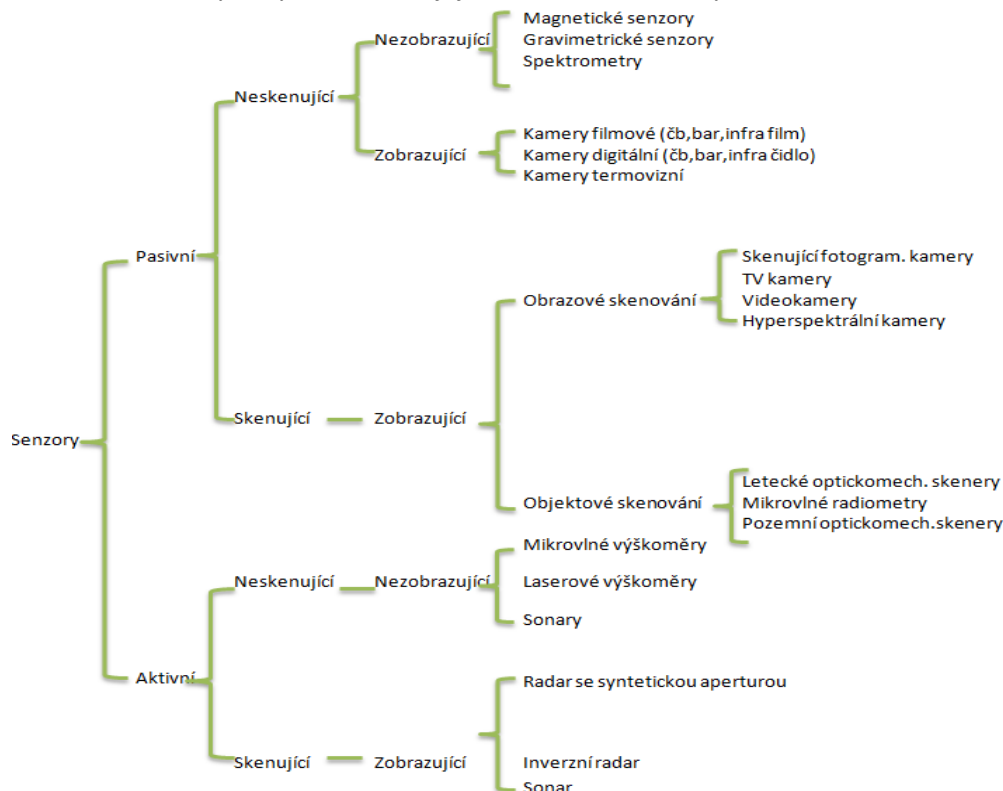 Magnetické senzory
Nezobrazující
Gravimetrické senzory
Spektrometry
Neskenující
Kamery filmové (čb,bar,infra film)
Zobrazující
Kamery digitální (čb,bar,infra čidlo)
Kamery termovizní
Pasivní
Skenující fotogram. kamery
TV kamery
Obrazové skenování
Videokamery
Hyperspektrální kamery
Skenující
Zobrazující
Senzory
Letecké optickomech. skenery
Objektové skenování
Mikrovlné radiometry
Pozemní optickomech.skenery
Mikrovlné výškoměry
Neskenující
Nezobrazující
Laserové výškoměry
Sonary
Aktivní
Radar se syntetickou aperturou
Skenující
Zobrazující
Inverzní radar
Sonar